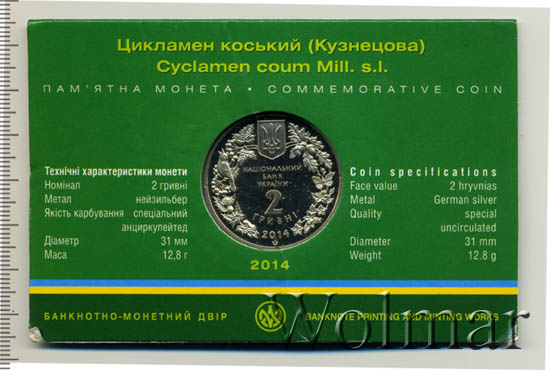 Цикламен коський (Кузнецова)
Cyclamen coum Mill. s.l.
ПАМ'ЯТНА МОНЕТА • COMMEMORATIVE COIN
Технічні характеристики монети
Номінал 2 гривні
Метал нейзильбер
Якість карбування спеціальний
анциркулейтед
Діаметр 31 мм
Маса 12,8 г
НАЦІОНАЛЬНИЙ
БАНК
УКРАЇНИ
2
ГРИВНІ
2014
Coin specifications
Face value 2 hryvnias
Metal German silver
Quality special
uncirculated
Diameter 31 mm
Weight 12.8 g
2014
БАНКНОТНО-МОНЕТНИЙ ДВІР
BANKNOTE PRINTING AND MINTING WORKS
Wolmar